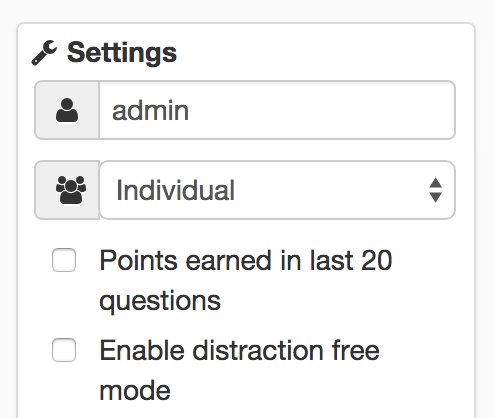 Settings
admin
Individual
Points earned in last 20
questions
Enable distraction free
mode